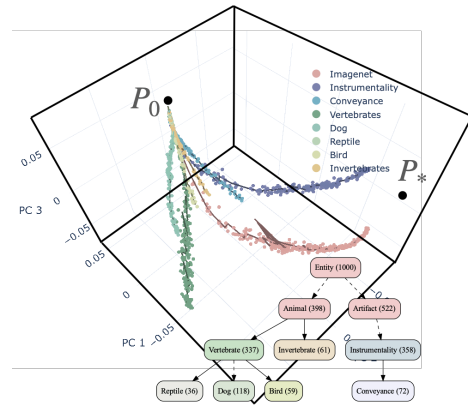 Imagenet
Instrumentality
Conveyance
Vertebrates
Dog
Reptile
Bird
Invertebrates
P₀
P*
0.05
0
−0.05
PC 3
0.05
0
−0.05
PC 1
Entity (1000)
Animal (398)
Artifact (522)
Vertebrate (337)
Invertebrate (61)
Instrumentality (358)
Reptile (36)
Dog (118)
Bird (59)
Conveyance (72)